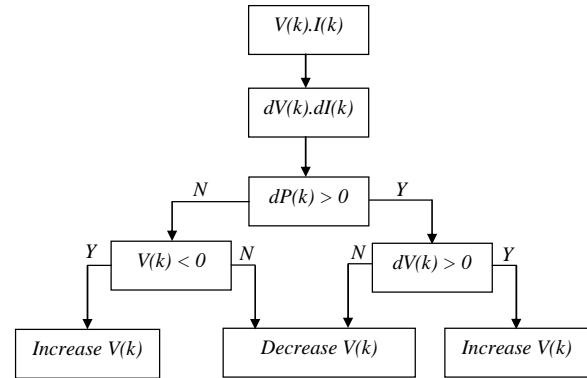 V(k).I(k)
dV(k).dI(k)
N
dP(k) > 0
Y
Y
V(k) < 0
N
N
dV(k) > 0
Y
Increase V(k)
Decrease V(k)
Increase V(k)